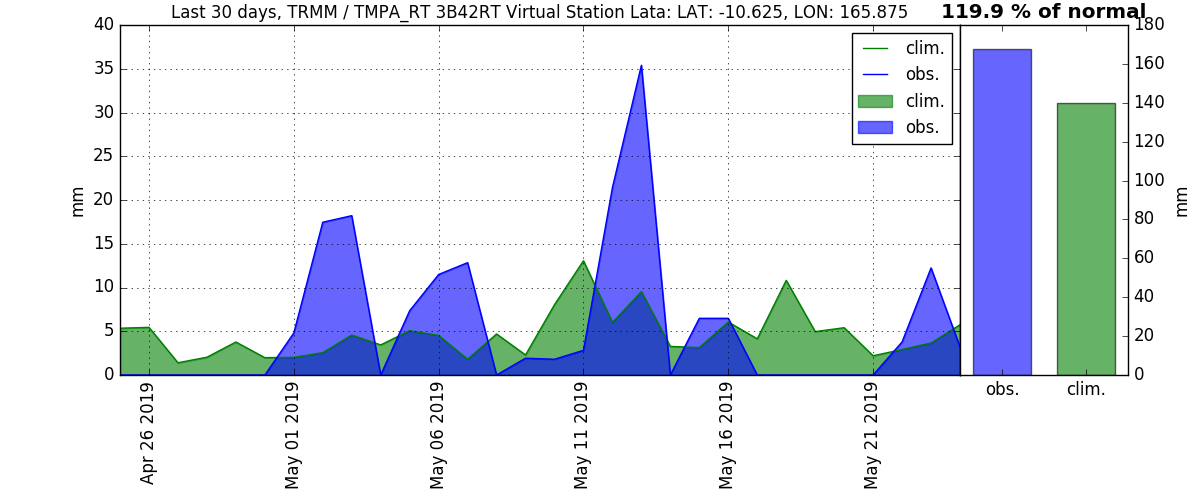 Last 30 days, TRMM / TMPA_RT 3B42RT Virtual Station Lata: LAT: -10.625, LON: 165.875
119.9 % of normal
40
35
30
25
20
15
10
5
0
mm
clim.
obs.
clim.
obs.
Apr 26 2019
May 01 2019
May 06 2019
May 11 2019
May 16 2019
May 21 2019
180
160
140
120
100
80
60
40
20
0
mm
obs.
clim.